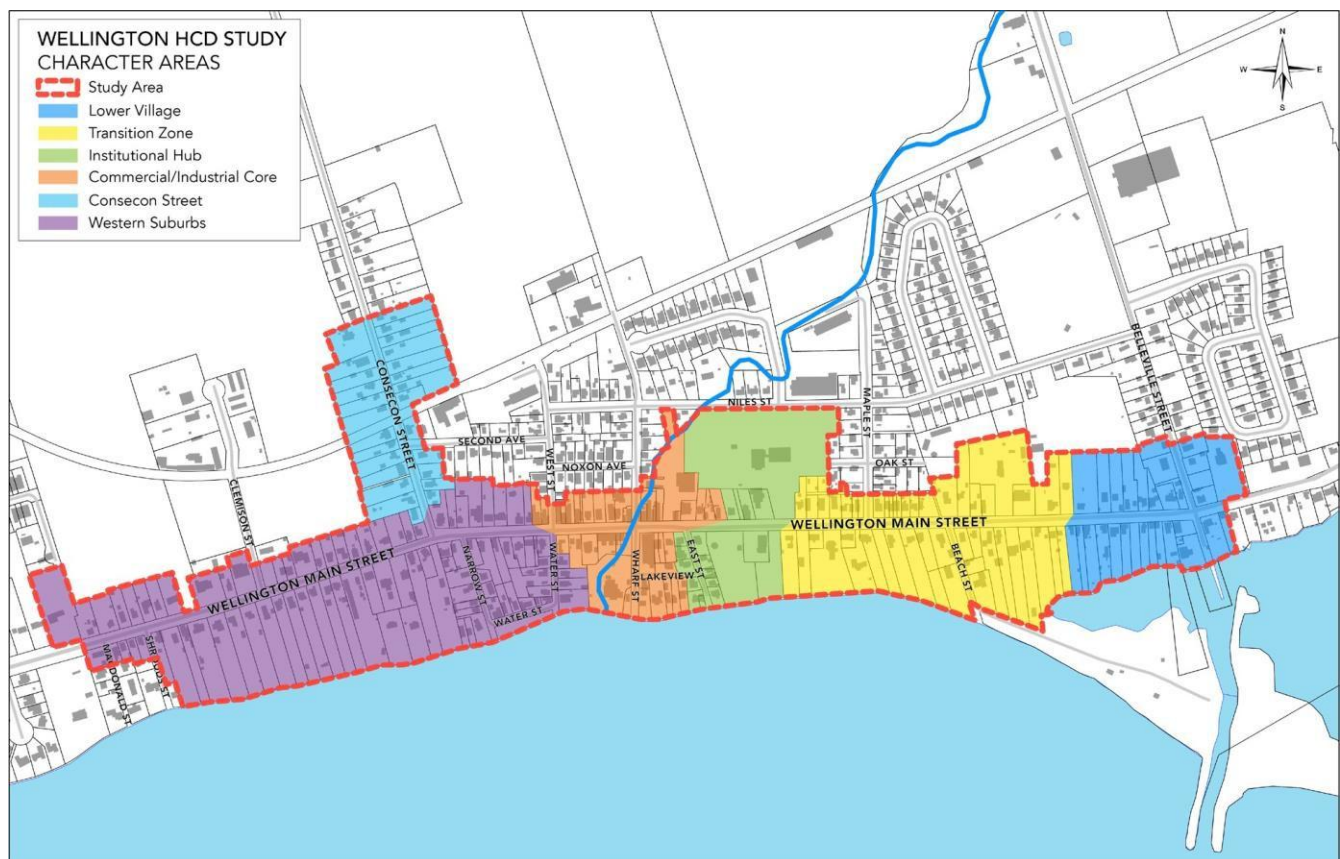 WELLINGTON HCD STUDY
CHARACTER AREAS
Study Area
Lower Village
Transition Zone
Institutional Hub
Commercial/Industrial Core
Consecon Street
Western Suburbs
N
W E
S
BELLEVILLE STREET
CONSECON STREET
NILES ST
MAPLE ST
SECOND AVE
WEST ST
NOXON AVE
OAK ST
CLEMISON ST
WELLINGTON MAIN STREET
WELLINGTON MAIN STREET
NARROW ST
WATER ST
WHARF ST
EAST ST
LAKEVIEW
BEACH ST
WATER ST
MACDONALD ST